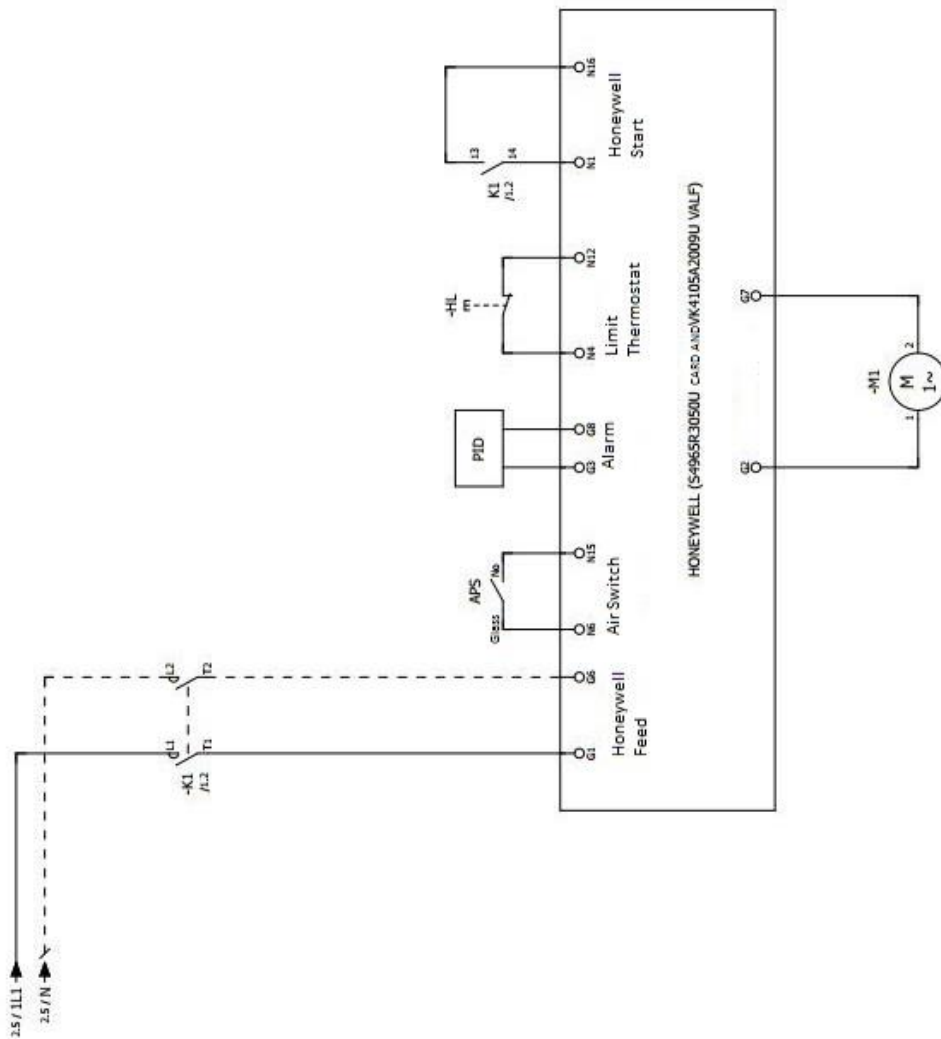 2.5 / 1L1
2.5 / N
-K1
/1.2
L1
T1
L2
T2
G1
G6
Honeywell
Feed
APS
Glass
No
N6
N15
Air Switch
PID
G3
G8
Alarm
-HL
E
N4
N12
Limit
Thermostat
K1
/1.2
13
14
N1
N16
Honeywell
Start
HONEYWELL (S4965R3050U CARD ANDVK4105A2009U VALF)
G2
G7
-M1
M
1~
1
2